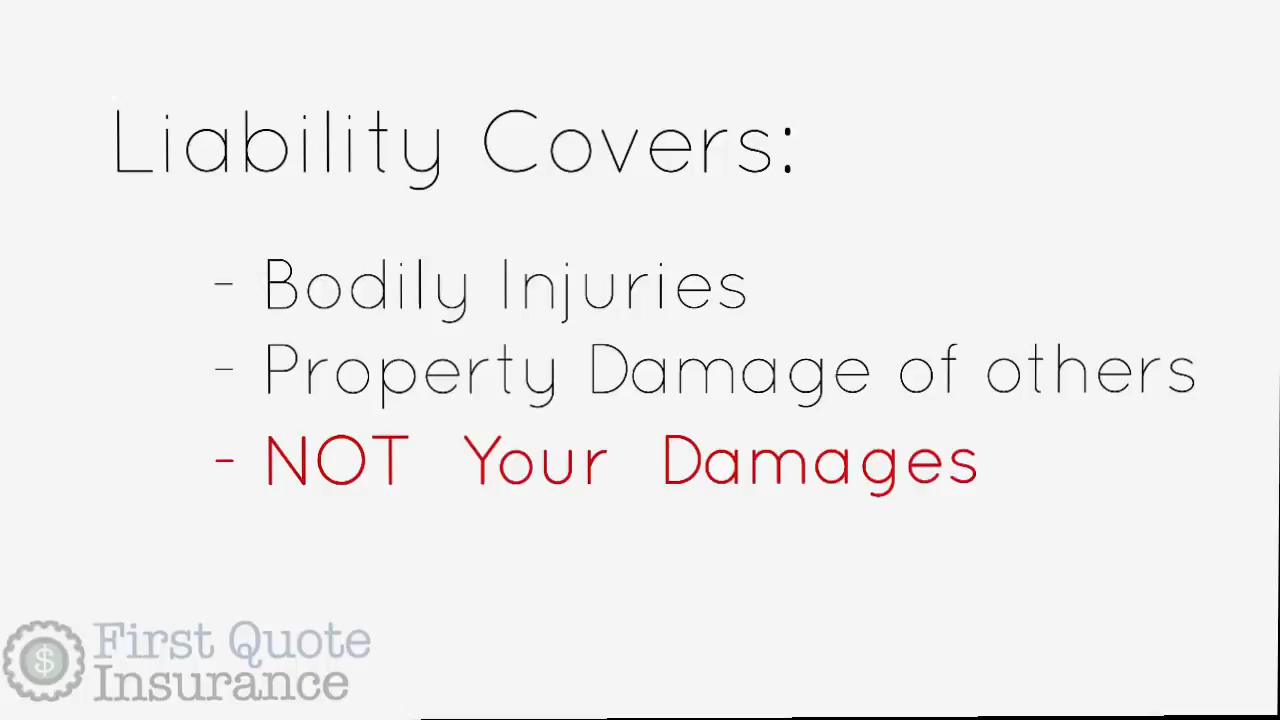 Liability Covers:
- Bodily Injuries
- Property Damage of others
- NOT Your Damages
$
First Quote
Insurance